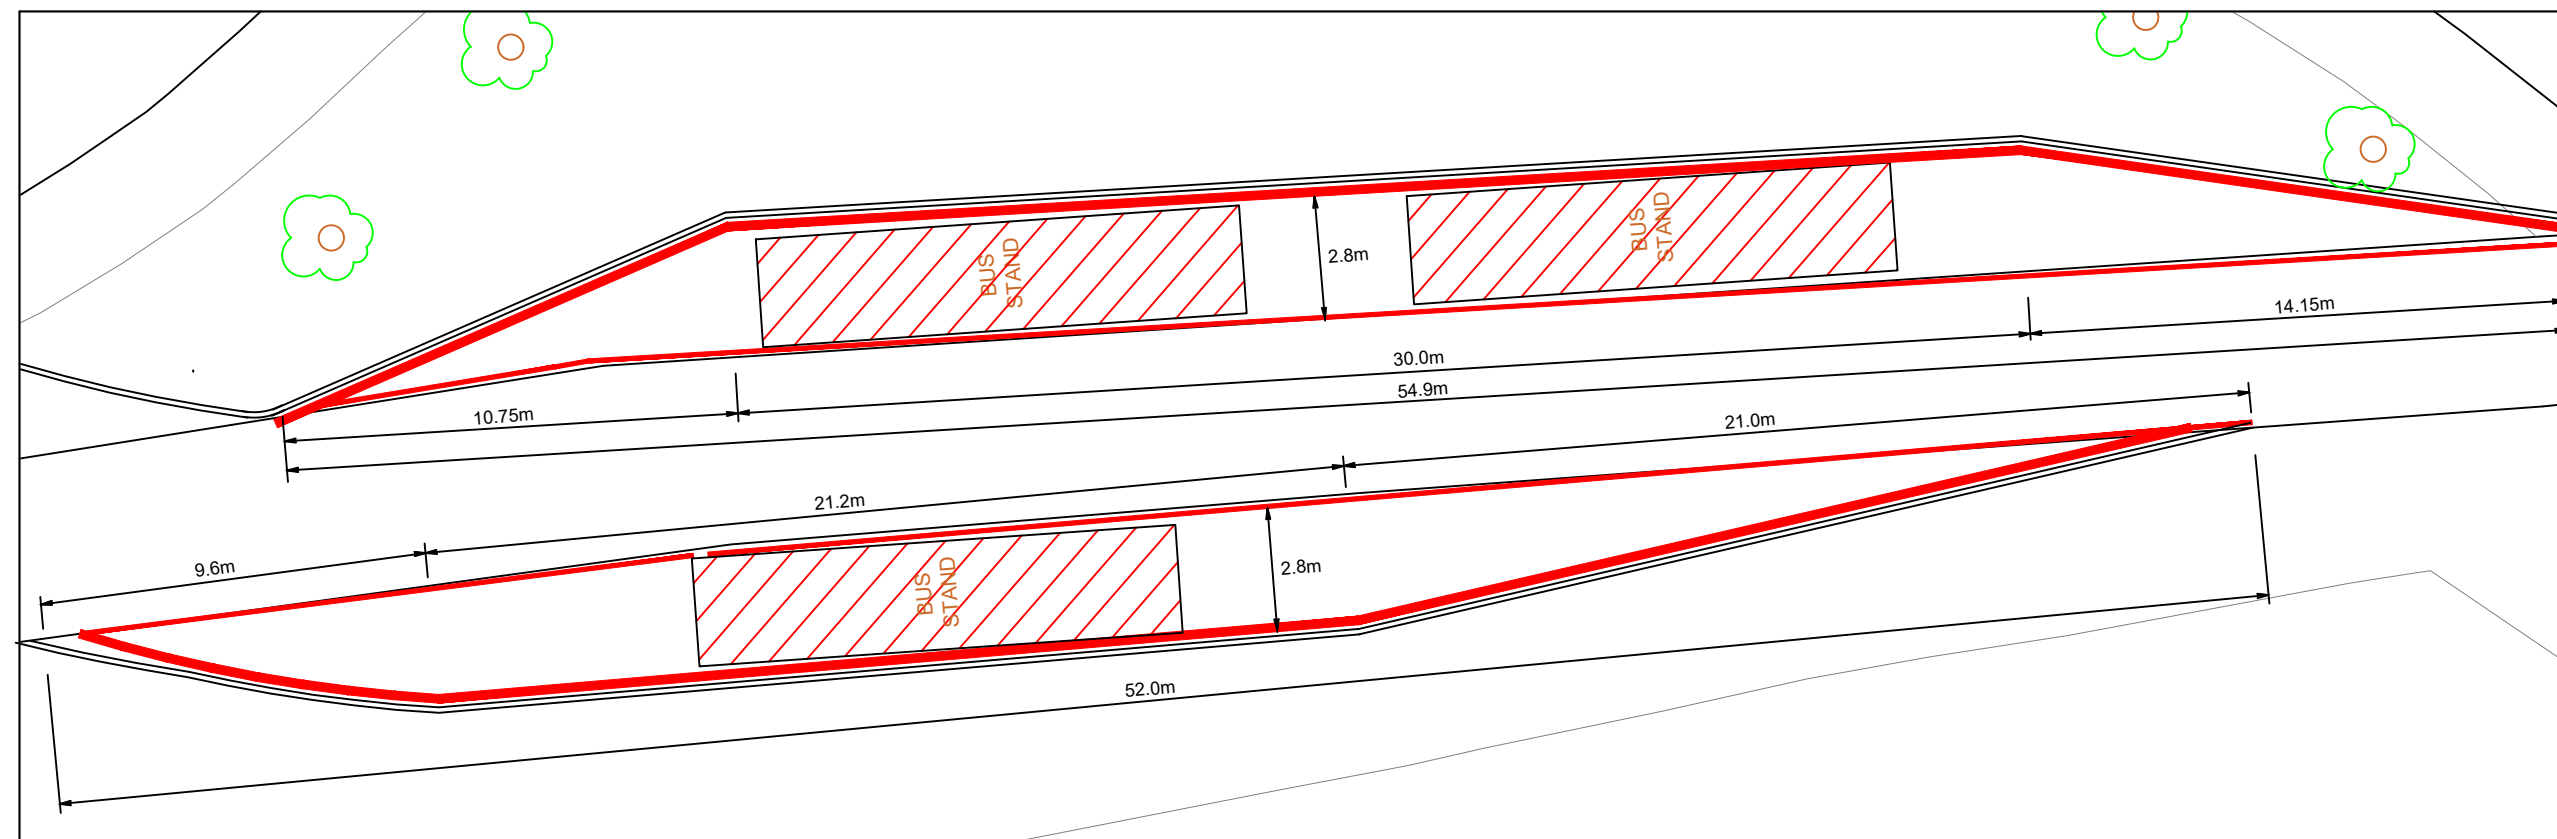 BUS
STAND
BUS
STAND
2.8m
14.15m
30.0m
54.9m
10.75m
21.0m
21.2m
9.6m
2.8m
BUS
STAND
52.0m